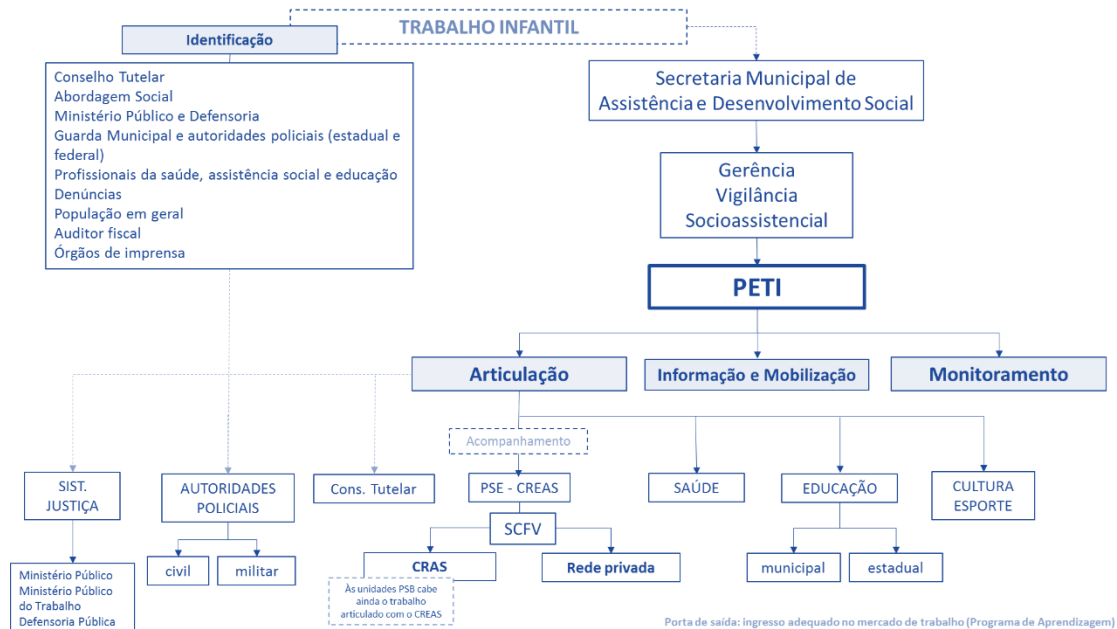 TRABALHO INFANTIL
Identificação
Conselho Tutelar
Abordagem Social
Ministério Público e Defensoria
Guarda Municipal e autoridades policiais (estadual e
federal)
Profissionais da saúde, assistência social e educação
Denúncias
População em geral
Auditor fiscal
Órgãos de imprensa
Secretaria Municipal de
Assistência e Desenvolvimento Social
Gerência
Vigilância
Socioassistencial
PETI
Articulação
Informação e Mobilização
Monitoramento
Acompanhamento
SIST.
JUSTIÇA
AUTORIDADES
POLICIAIS
Cons. Tutelar
PSE - CREAS
SAÚDE
EDUCAÇÃO
CULTURA
ESPORTE
SCFV
civil
militar
CRAS
Rede privada
municipal
estadual
Ministério Público
Ministério Público
do Trabalho
Defensoria Pública
Às unidades PSB cabe
ainda o trabalho
articulado com o CREAS
Porta de saída: ingresso adequado no mercado de trabalho (Programa de Aprendizagem)